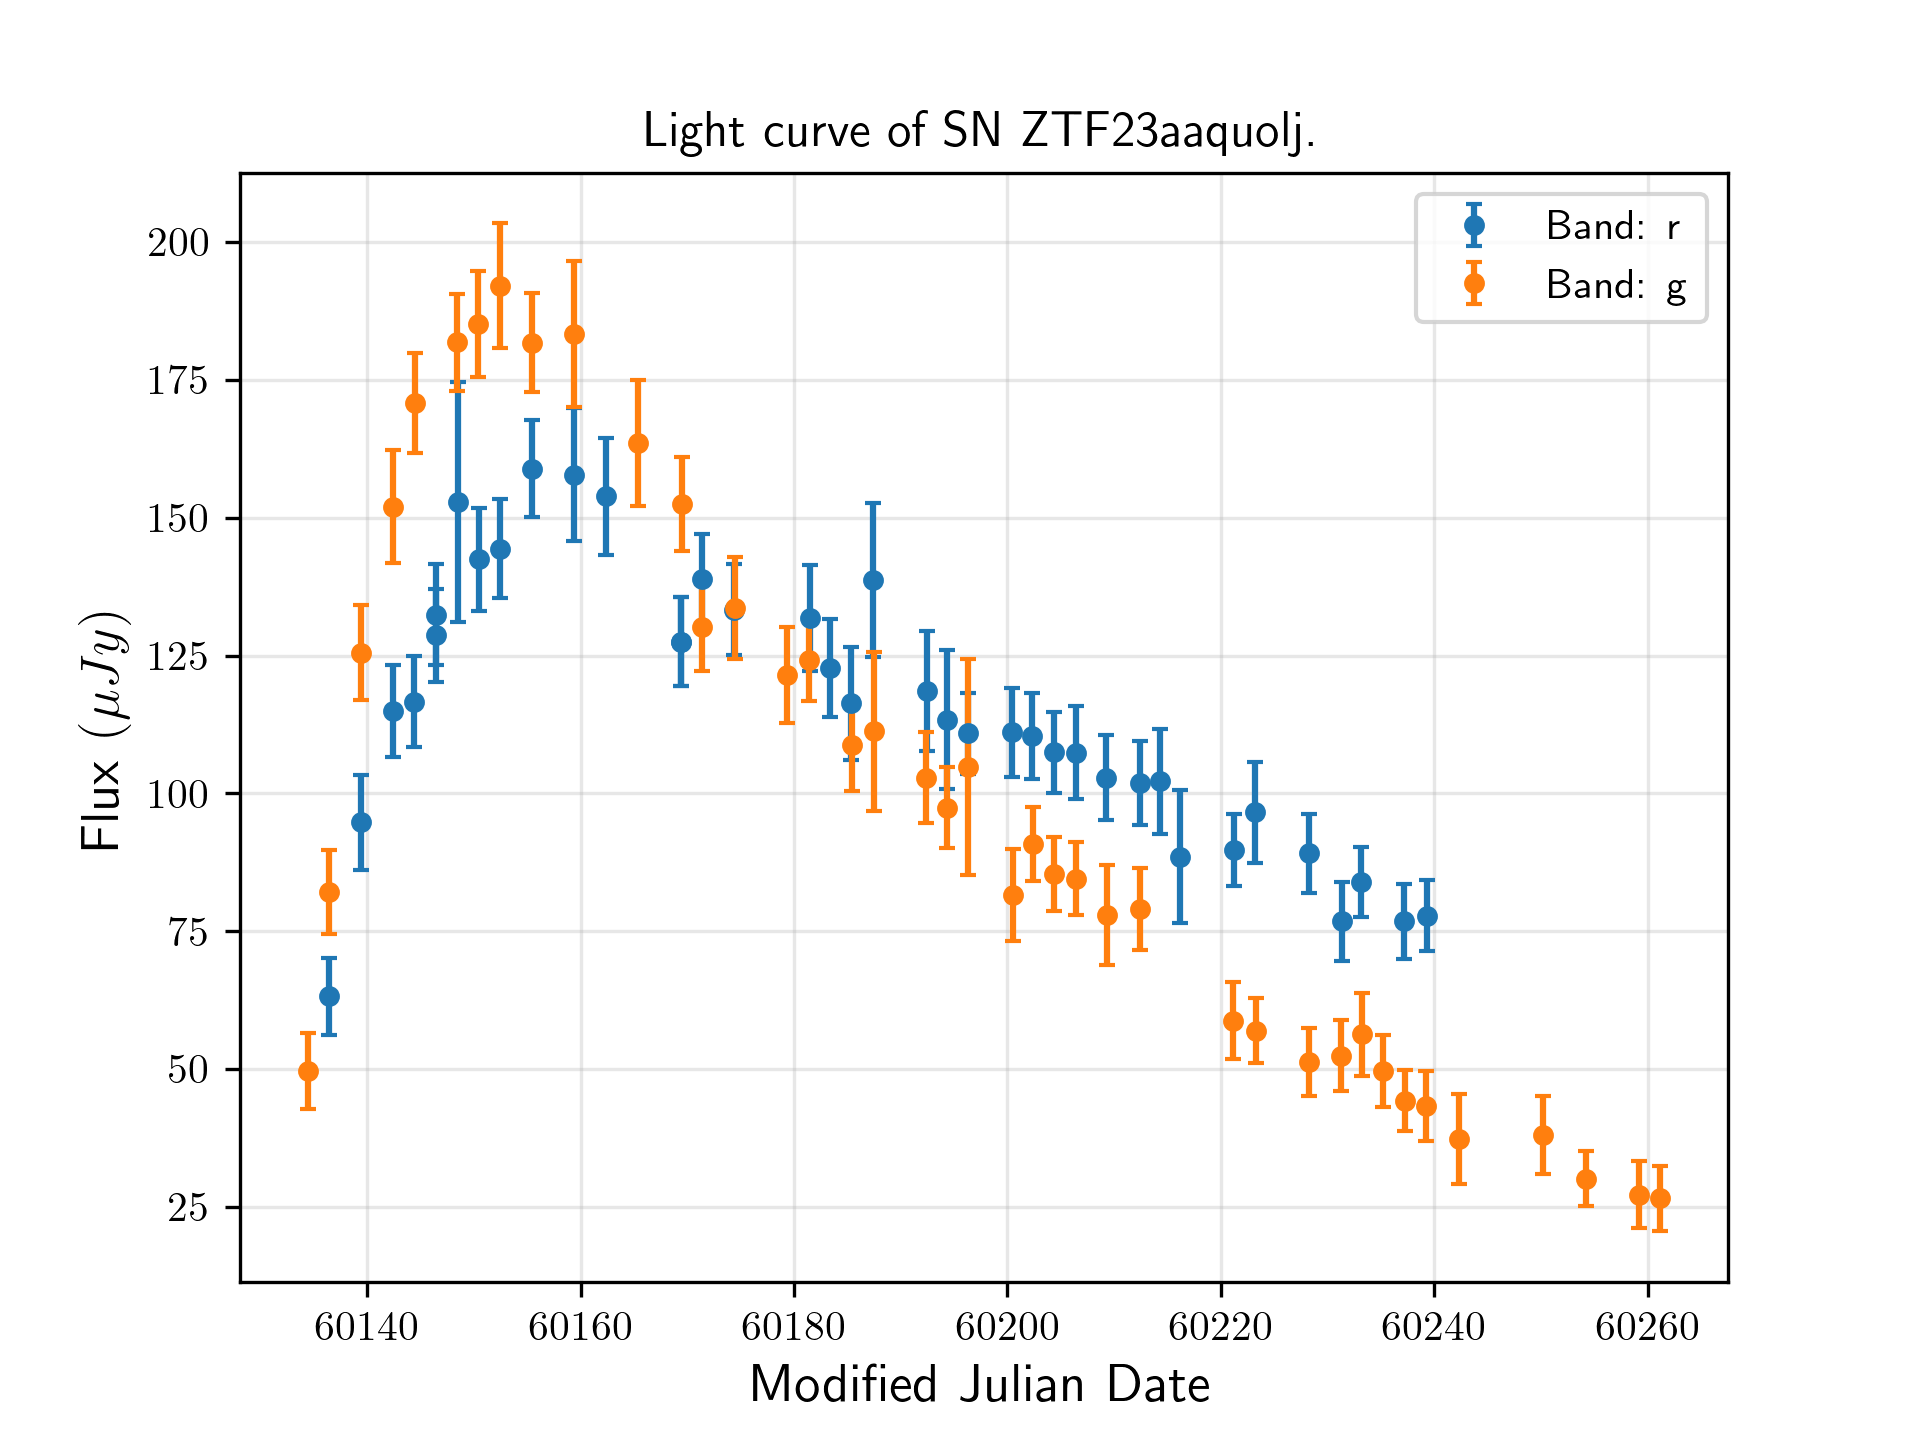 Light curve of SN ZTF23aaquolj.
Band: r
Band: g
Flux (μJy)
200
175
150
125
100
75
50
25
60140 60160 60180 60200 60220 60240 60260
Modified Julian Date